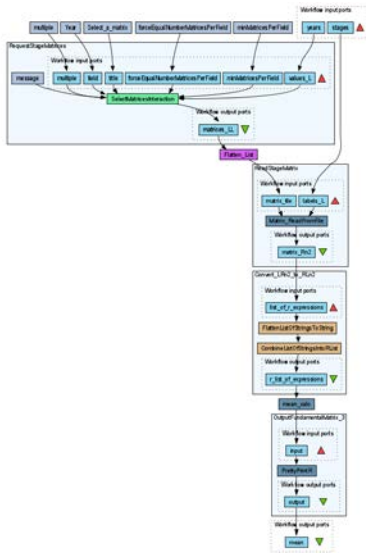 Workflow input ports
multiple
Year
Select_a_matrix
forceEqualNumberMatricesPerField
minMatricesPerField
years
stages
RequestStageMatrices
Workflow input ports
message
multiple
field
title
forceEqualNumberMatricesPerField
minMatricesPerField
values_L
SelectMatricesInteraction
Workflow output ports
matrices_LL
Flatten_List
ReadStageMatrix
Workflow input ports
matrix_file
labels_L
Matrix_ReadFromFile
Workflow output ports
matrix_Rn2
Convert_LRn2_to_RLn2
Workflow input ports
list_of_r_expressions
FlattenListOfStringsToString
CombineListOfStringsIntoRList
Workflow output ports
r_list_of_expressions
OutputFundamentalMatrix_3
Workflow input ports
input
PrettyPrintR
Workflow output ports
output
Workflow output ports
mean